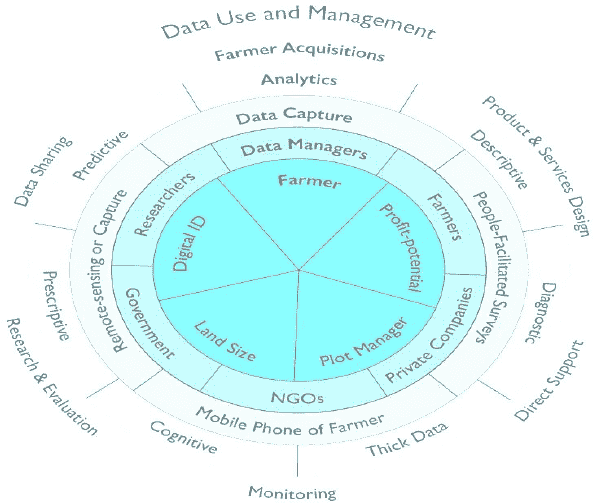 Data Use and Management
Farmer Acquisitions
Analytics
Data Capture
Data Managers
Farmer
Product & Services Design
Descriptive
People-Facilitated Surveys
Farmers
Profit-potential
Diagnostic
Direct Support
Private Companies
Plot Manager
Thick Data
Mobile Phone of Farmer
NGOs
Monitoring
Cognitive
Land Size
Government
Research & Evaluation
Prescriptive
Remote-sensing or Capture
Digital ID
Researchers
Predictive
Data Sharing